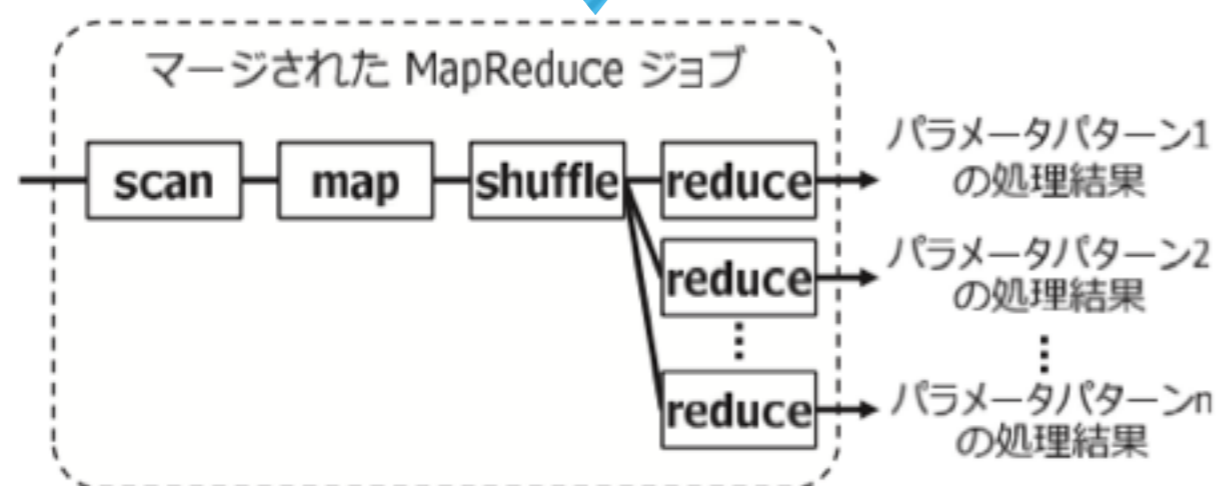 マージされた MapReduce ジョブ
scan
map
shuffle
reduce
パラメータパターン1
の処理結果
reduce
パラメータパターン2
の処理結果
reduce
パラメータパターンn
の処理結果